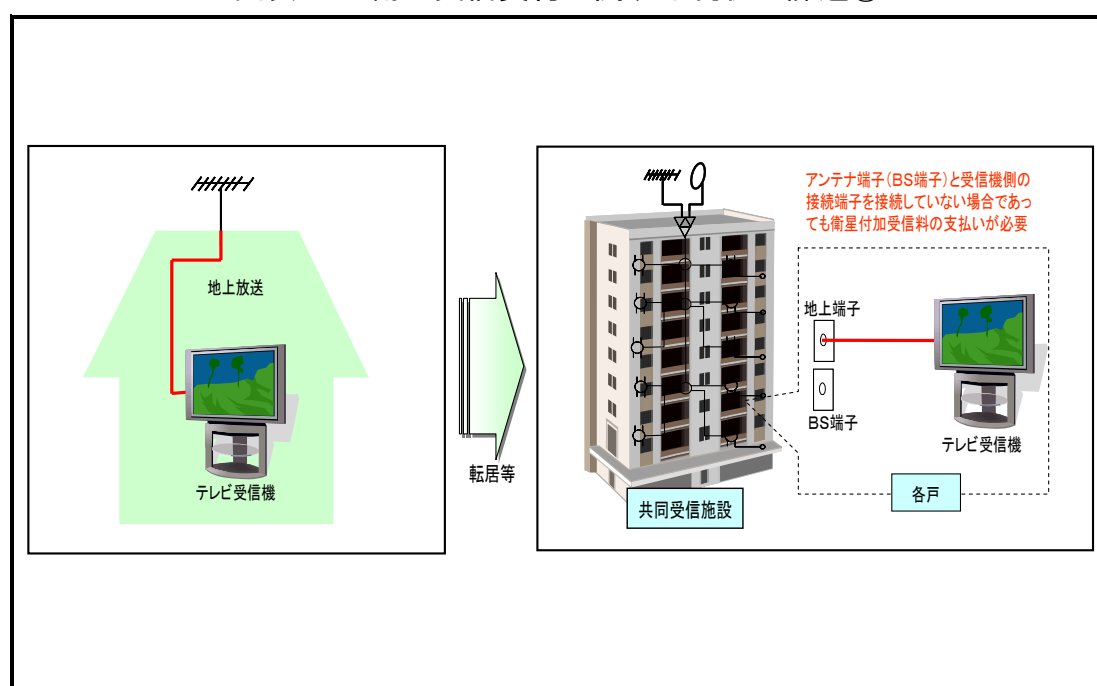 地上放送
テレビ受信機
転居等
アンテナ端子(BS端子)と受信機側の
接続端子を接続していない場合であっ
ても衛星付加受信料の支払いが必要
地上端子
BS端子
テレビ受信機
各戸
共同受信施設